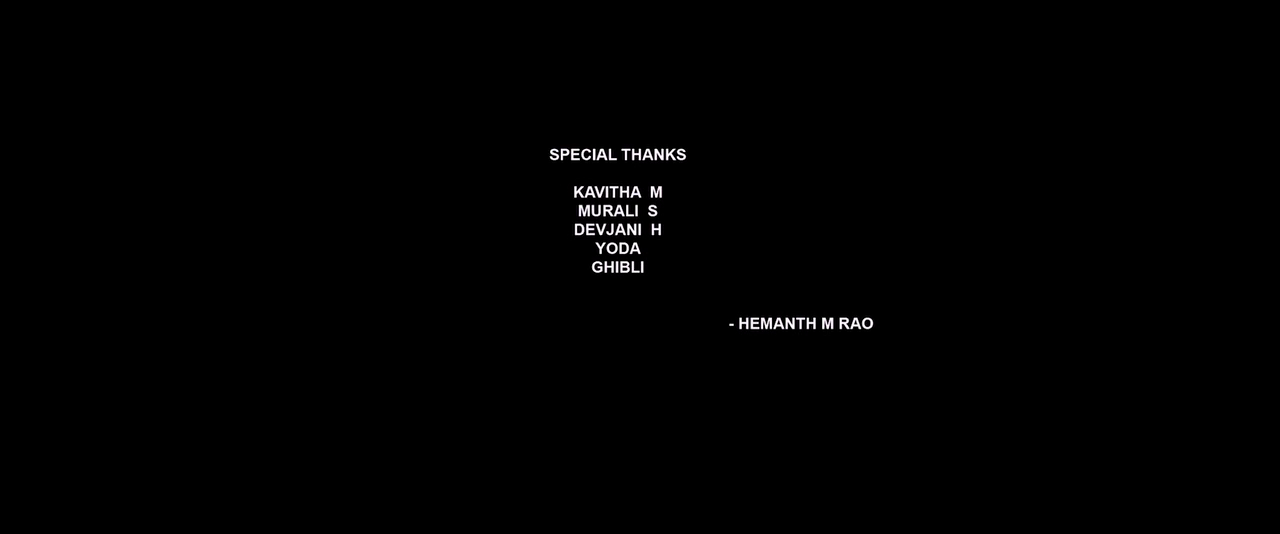 SPECIAL THANKS
KAVITHA M
MURALI S
DEVJANI H
YODA
GHIBLI
- HEMANTH M RAO